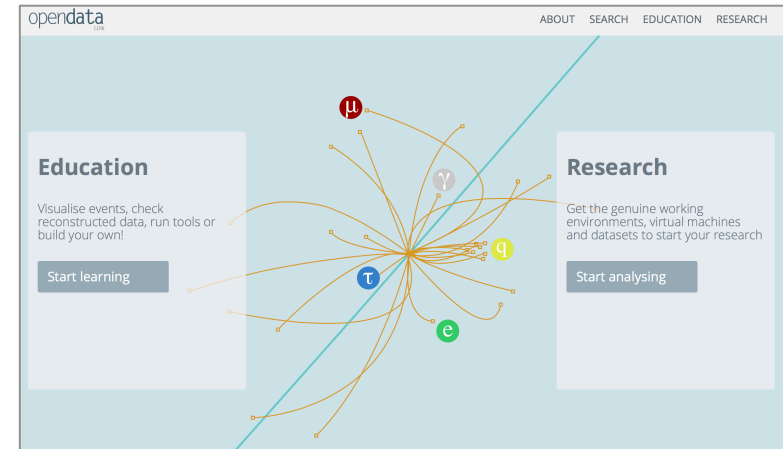 opendata
CERN
ABOUT SEARCH EDUCATION RESEARCH
μ
γ
q
τ
e
Education
Visualise events, check
reconstructed data, run tools or
build your own!
Start learning
Research
Get the genuine working
environments, virtual machines
and datasets to start your research
Start analysing